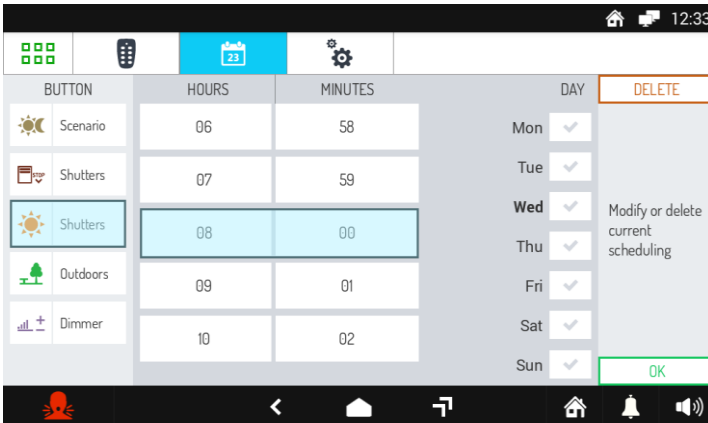 12:33
23
BUTTON HOURS MINUTES DAY DELETE
Scenario 06 58 Mon
STOP Shutters 07 59 Tue
Shutters 08 00 Wed
Outdoors 09 01 Thu
Dimmer 10 02 Fri
Sat
Sun
Modify or delete
current
scheduling
OK